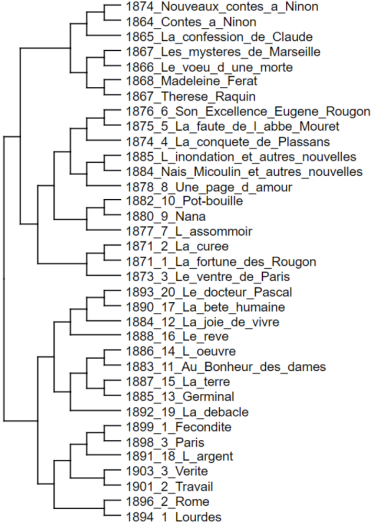 1874_Nouveaux_contes_a_Ninon
1864_Contes_a_Ninon
1865_La_confession_de_Claude
1867_Les_mysteres_de_Marseille
1866_Le_voeu_d_une_morte
1868_Madeleine_Ferat
1867_Therese_Raquin
1876_6_Son_Excellence_Eugene_Rougon
1875_5_La_faute_de_l_abbe_Mouret
1874_4_La_conquete_de_Plassans
1885_L_inondation_et_autres_nouvelles
1884_Nais_Micoulin_et_autres_nouvelles
1878_8_Une_page_d_amour
1882_10_Pot-bouille
1880_9_Nana
1877_7_L_assommoir
1871_2_La_curee
1871_1_La_fortune_des_Rougon
1873_3_Le_ventre_de_Paris
1893_20_Le_docteur_Pascal
1890_17_La_bete_humaine
1884_12_La_joie_de_vivre
1888_16_Le_reve
1886_14_L_oeuvre
1883_11_Au_Bonheur_des_dames
1887_15_La_terre
1885_13_Germinal
1892_19_La_debacle
1899_1_Fecondite
1898_3_Paris
1891_18_L_argent
1903_3_Verite
1901_2_Travail
1896_2_Rome
1894_1_Lourdes